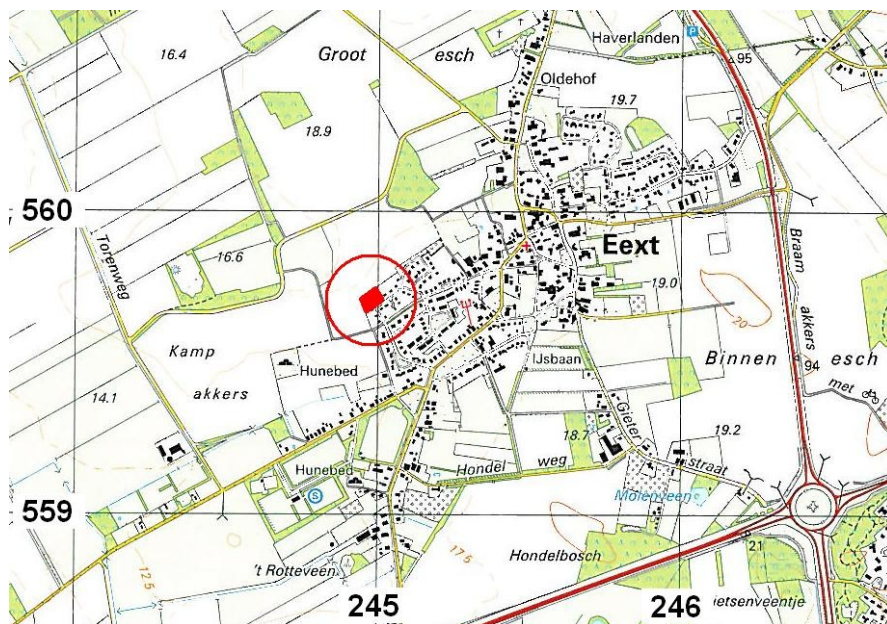 Haverlanden
P
16.4
Groot esch
95
Oldehof
19.7
18.9
560
Eext
Torenweg
16.6
19.0
20
Braam
akkers
Kamp
akkers
Hunebed
IJsbaan
Binnen esch
94
met
14.1
Gieter
straat
18.7
19.2
Hunebed
Hondel weg
S
Molenveen
559
't Rotteveen
17.5
12.5
Hondelbosch
21
245
246
ietsenveentje